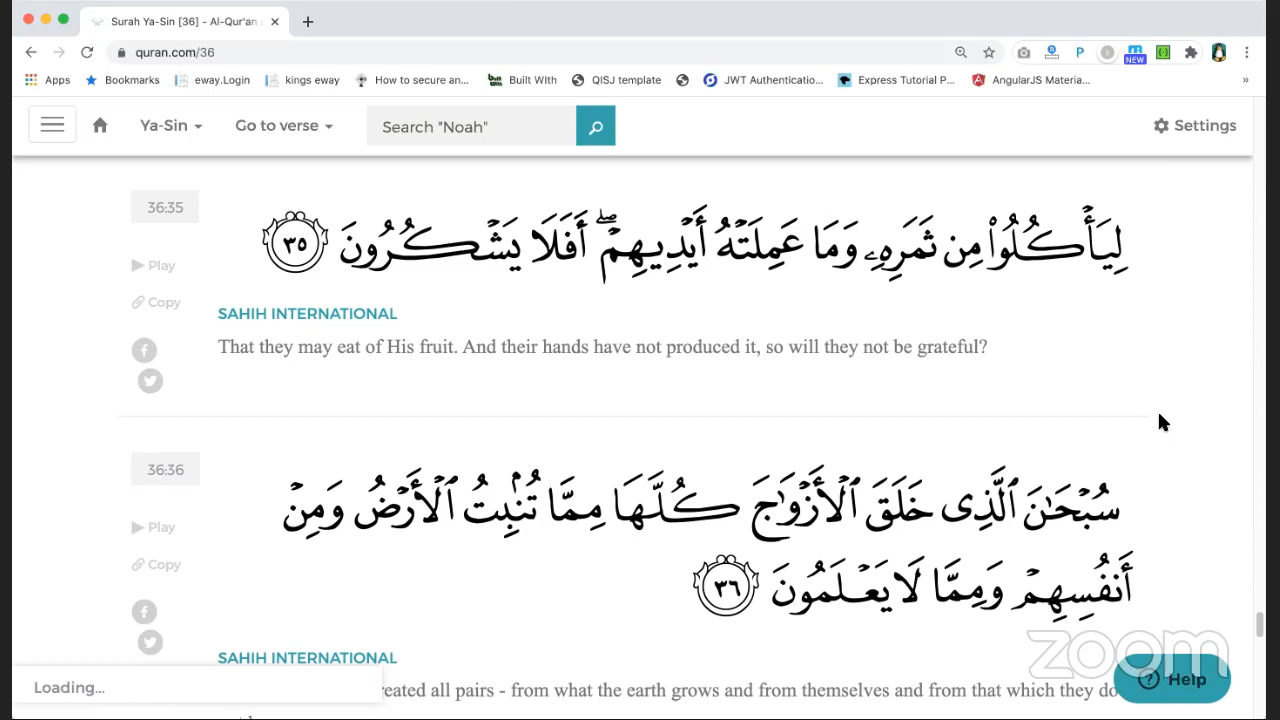 Surah Ya-Sin [36] - Al-Qur'an
quran.com/36
NEW
Apps Bookmarks eway.Login kings eway How to secure an... Built WIth QISJ template JWT Authenticatio... Express Tutorial P... AngularJS Materia... »
Ya-Sin Go to verse Search "Noah" Settings
36:35
لِيَأْكُلُوا۟ مِن ثَمَرِهِۦ وَمَا عَمِلَتْهُ أَيْدِيهِمْ ۖ أَفَلَا يَشْكُرُونَ ٣٥
Play
Copy
SAHIH INTERNATIONAL
That they may eat of His fruit. And their hands have not produced it, so will they not be grateful?
36:36
سُبْحَـٰنَ ٱلَّذِى خَلَقَ ٱلْأَزْوَٰجَ كُلَّهَا مِمَّا تُنۢبِتُ ٱلْأَرْضُ وَمِنْ
أَنفُسِهِمْ وَمِمَّا لَا يَعْلَمُونَ ٣٦
Play
Copy
SAHIH INTERNATIONAL
all pairs - from what the earth grows and from themselves and from that which they do
Loading...
zoom
Help